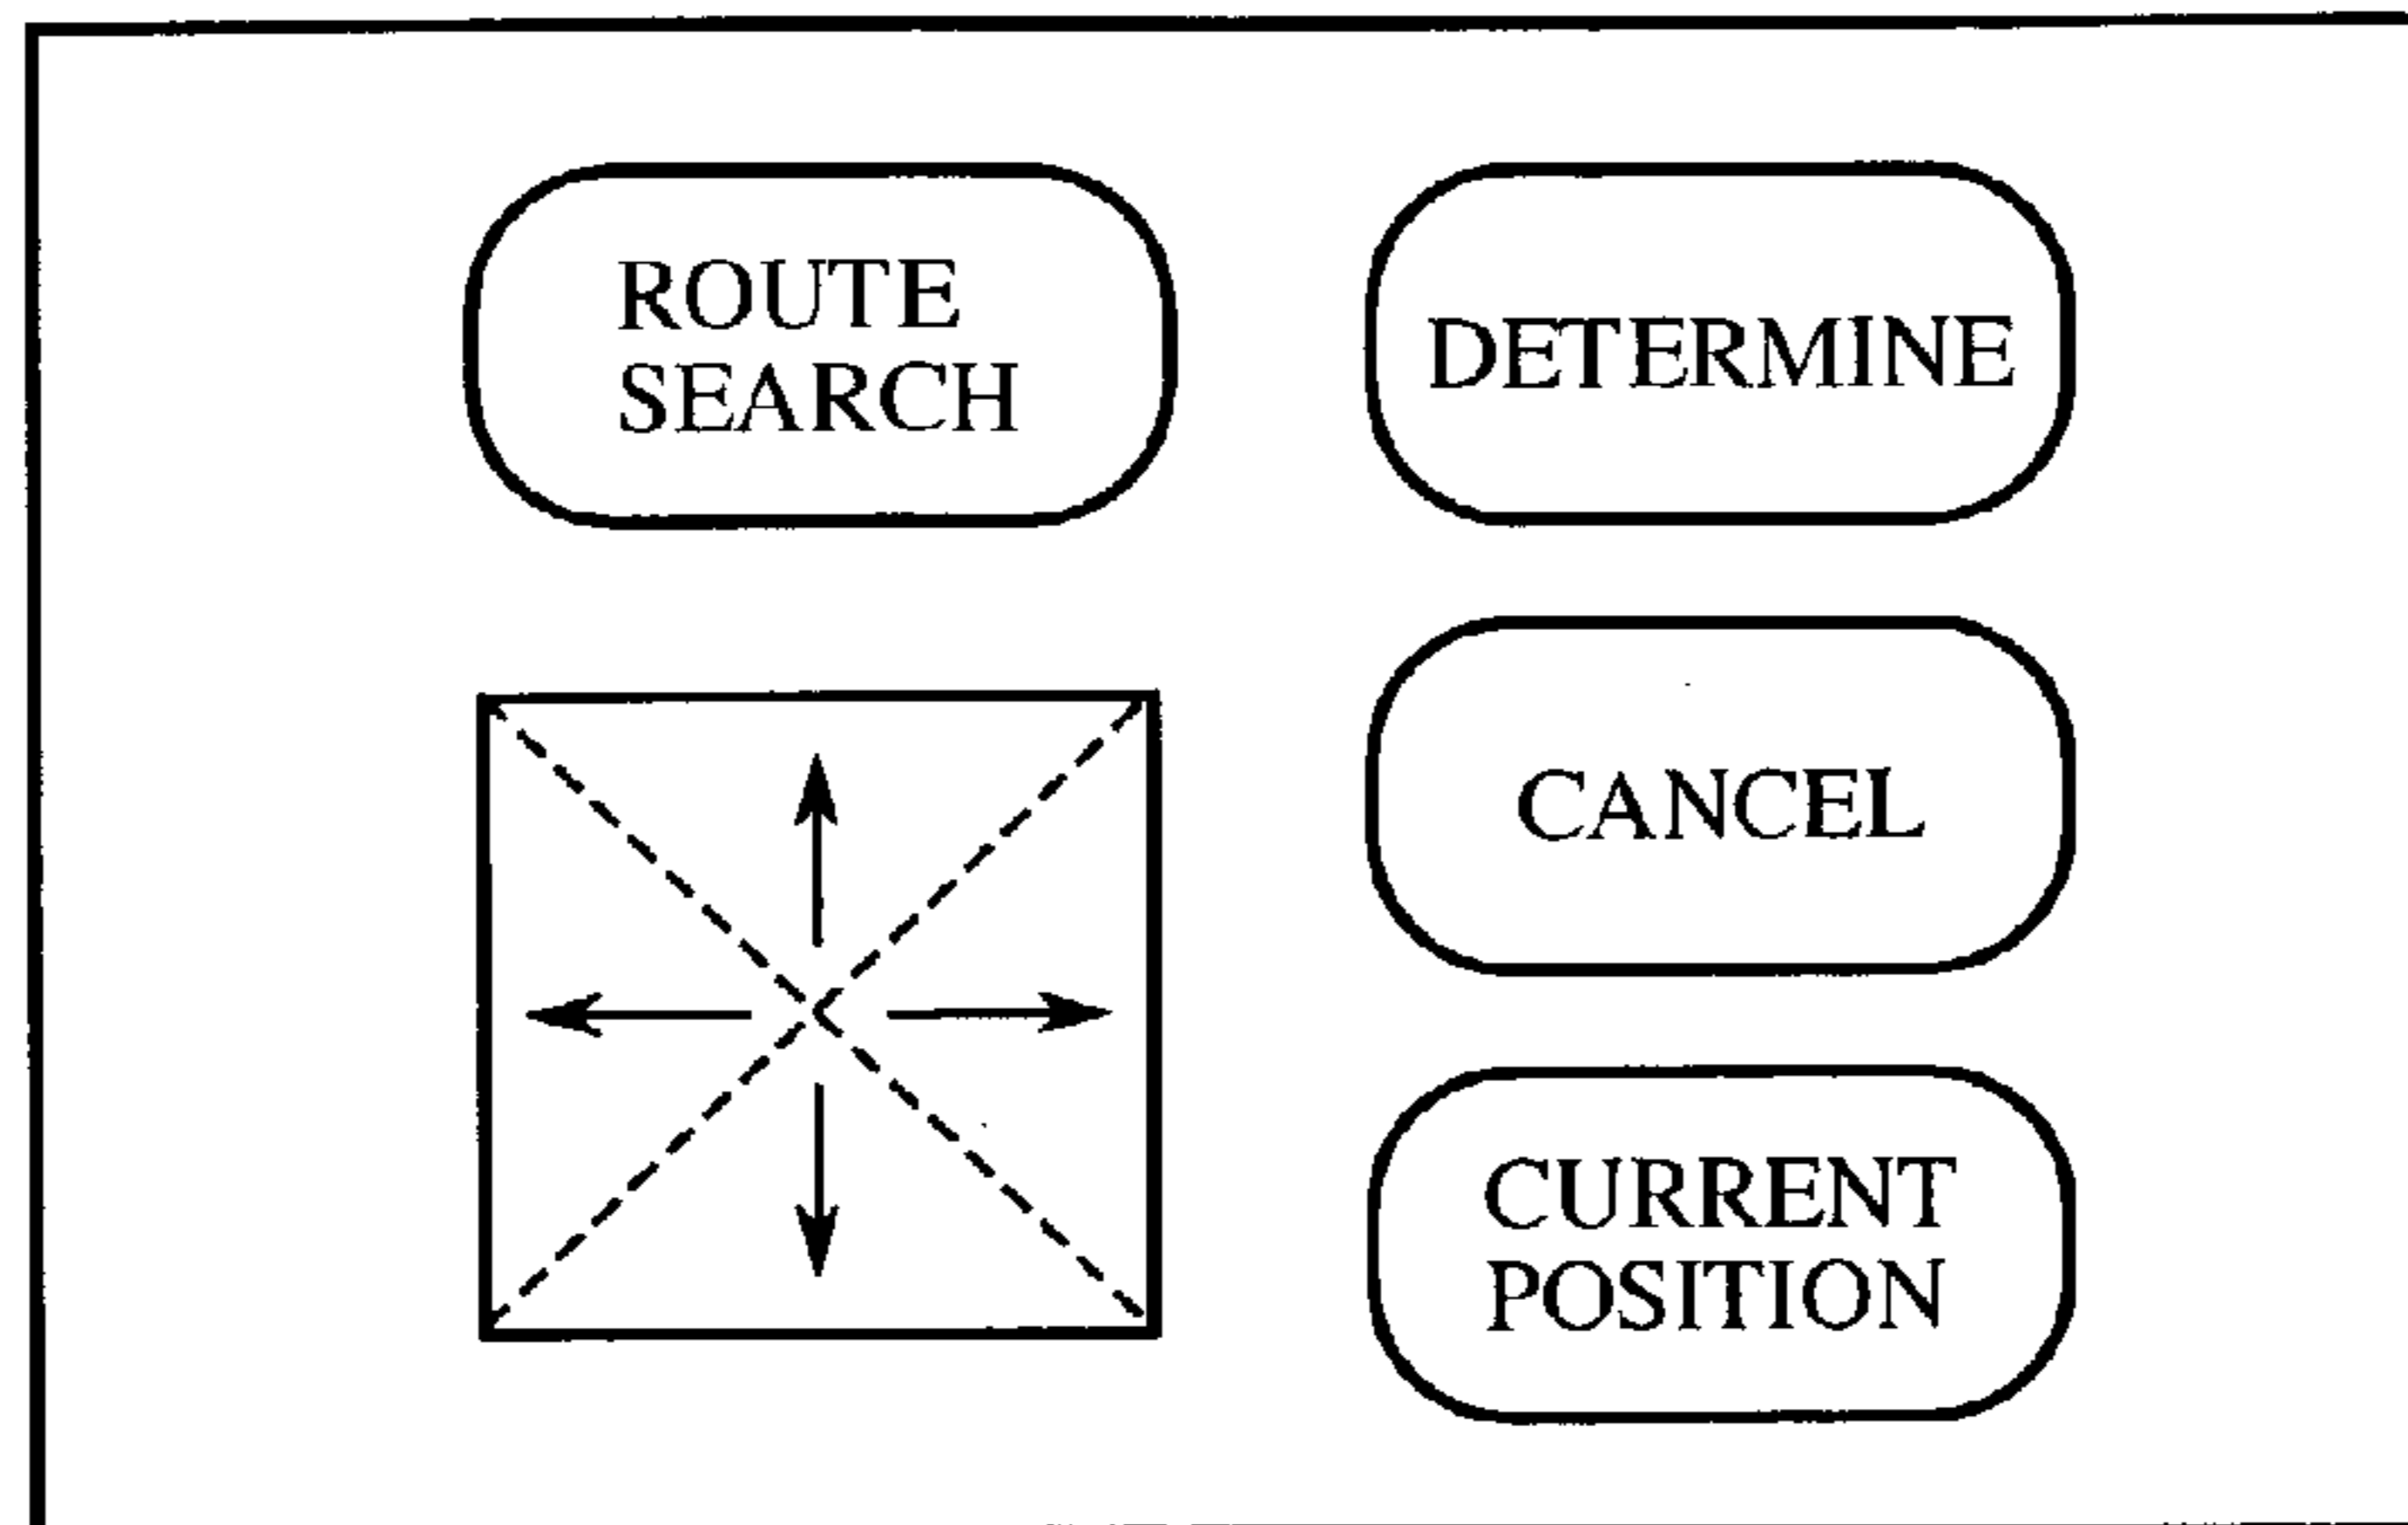 ROUTE
SEARCH
DETERMINE
CANCEL
CURRENT
POSITION